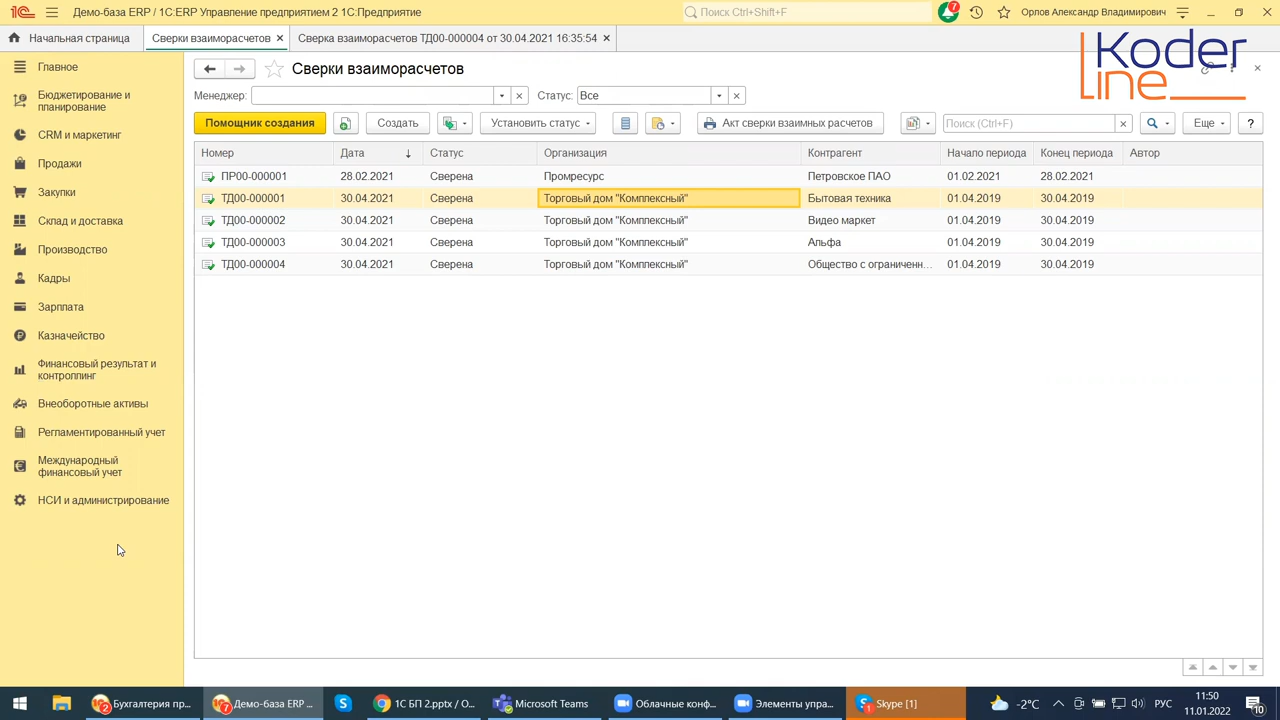 Демо-база ERP / 1С:ERP Управление предприятием 2 1С:Предприятие
Поиск Ctrl+Shift+F
7
Орлов Александр Владимирович
Начальная страница
Сверки взаиморасчетов
Сверка взаиморасчетов ТД00-000004 от 30.04.2021 16:35:54
Koder
line
Главное
Бюджетирование и
планирование
CRM и маркетинг
Продажи
Закупки
Склад и доставка
Производство
Кадры
Зарплата
Казначейство
Финансовый результат и
контроллинг
Внеоборотные активы
Регламентированный учет
Международный
финансовый учет
НСИ и администрирование
Сверки взаиморасчетов
Менеджер:
Статус: Все
Помощник создания
Создать
Установить статус
Акт сверки взаимных расчетов
Поиск (Ctrl+F)
Еще
?
Номер Дата ↓ Статус Организация Контрагент Начало периода Конец периода Автор
ПР00-000001 28.02.2021 Сверена Промресурс Петровское ПАО 01.02.2021 28.02.2021
ТД00-000001 30.04.2021 Сверена Торговый дом "Комплексный" Бытовая техника 01.04.2019 30.04.2019
ТД00-000002 30.04.2021 Сверена Торговый дом "Комплексный" Видео маркет 01.04.2019 30.04.2019
ТД00-000003 30.04.2021 Сверена Торговый дом "Комплексный" Альфа 01.04.2019 30.04.2019
ТД00-000004 30.04.2021 Сверена Торговый дом "Комплексный" Общество с ограниченн... 01.04.2019 30.04.2019
Бухгалтерия пр...
Демо-база ERP ...
1С БП 2.pptx / О...
Microsoft Teams
Облачные конф...
Элементы упра...
Skype [1]
-2°C
РУС
11:50
11.01.2022
10